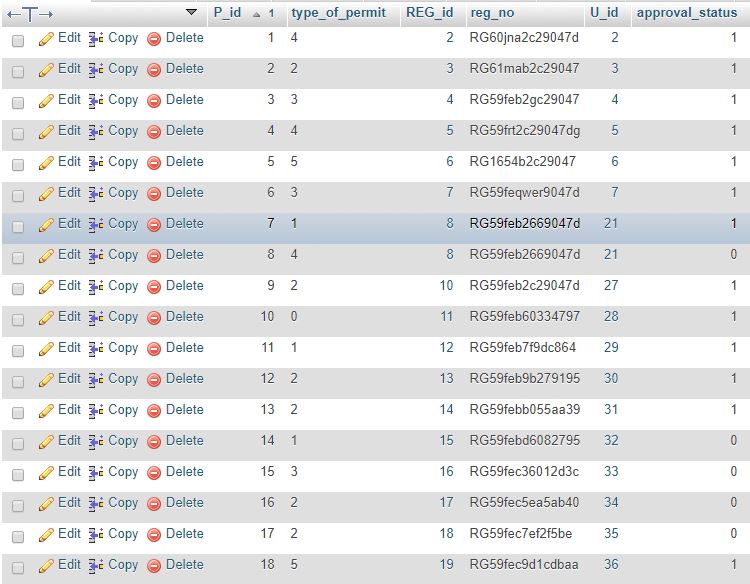 P_id 1 type_of_permit REG_id reg_no U_id approval_status
Edit Copy Delete 1 4 2 RG60jna2c29047d 2 1
Edit Copy Delete 2 2 3 RG61mab2c29047 3 1
Edit Copy Delete 3 3 4 RG59feb2gc29047 4 1
Edit Copy Delete 4 4 5 RG59frt2c29047dg 5 1
Edit Copy Delete 5 5 6 RG1654b2c29047 6 1
Edit Copy Delete 6 3 7 RG59feqwer9047d 7 1
Edit Copy Delete 7 1 8 RG59feb2669047d 21 1
Edit Copy Delete 8 4 8 RG59feb2669047d 21 0
Edit Copy Delete 9 2 10 RG59feb2c29047d 27 1
Edit Copy Delete 10 0 11 RG59feb60334797 28 1
Edit Copy Delete 11 1 12 RG59feb7f9dc864 29 1
Edit Copy Delete 12 2 13 RG59feb9b279195 30 1
Edit Copy Delete 13 2 14 RG59febb055aa39 31 1
Edit Copy Delete 14 1 15 RG59febd6082795 32 0
Edit Copy Delete 15 3 16 RG59fec36012d3c 33 0
Edit Copy Delete 16 2 17 RG59fec5ea5ab40 34 0
Edit Copy Delete 17 2 18 RG59fec7ef2f5be 35 0
Edit Copy Delete 18 5 19 RG59fec9d1cdbaa 36 1